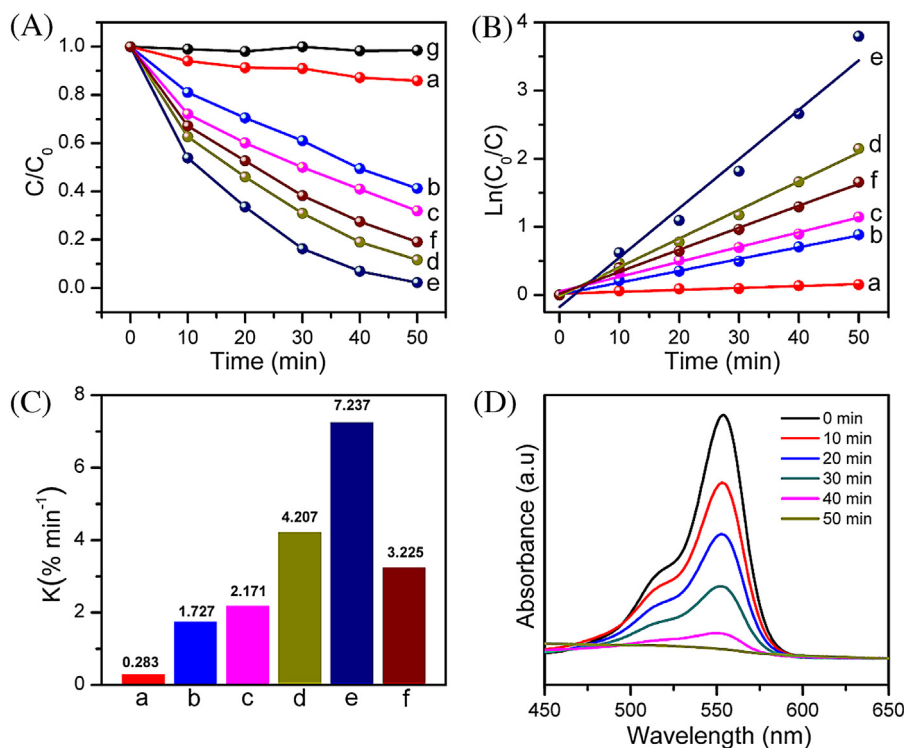 (A)
C/C0
1.0
0.8
0.6
0.4
0.2
0.0
g
a
b
c
f
d
e
0 10 20 30 40 50
Time (min)
(B)
Ln(C0/C)
4
3
2
1
0
e
d
f
c
b
a
0 10 20 30 40 50
Time (min)
(C)
K(% min-1)
8
6
4
2
0
0.283
1.727
2.171
4.207
7.237
3.225
a b c d e f
(D)
Absorbance (a.u)
0 min
10 min
20 min
30 min
40 min
50 min
450 500 550 600 650
Wavelength (nm)